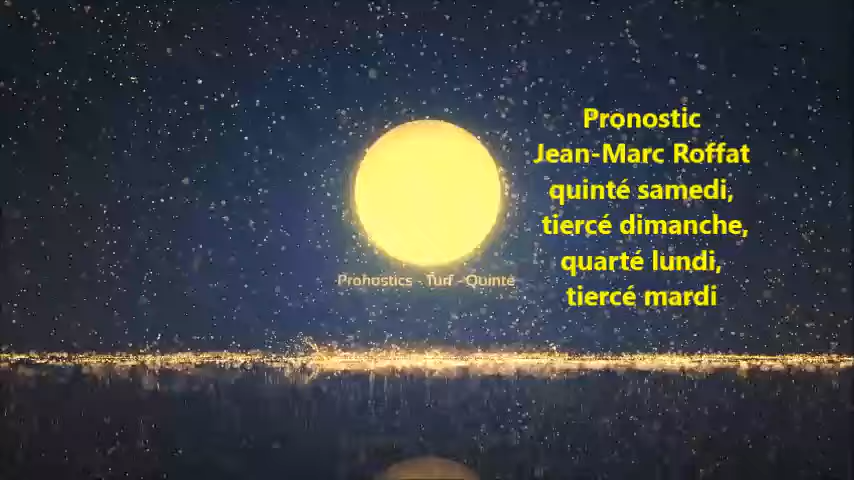 Pronostic
Jean-Marc Roffat
quinté samedi,
tiercé dimanche,
quarté lundi,
tiercé mardi
Pronostics - Turf - Quinté